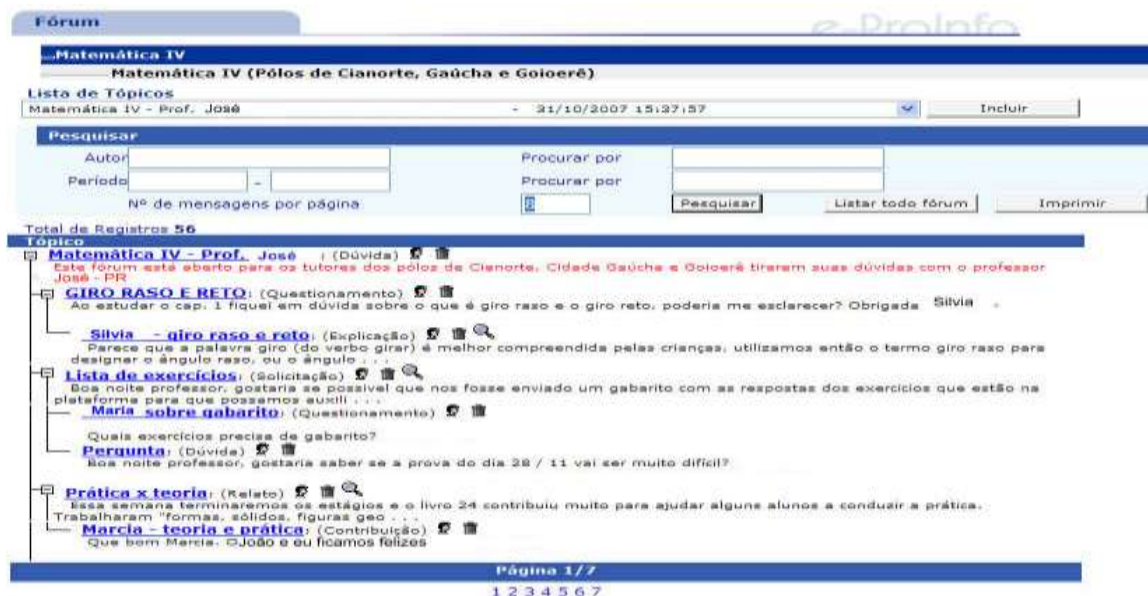 Fórum
e-ProInfo
Matemática IV
Matemática IV (Pólos de Cianorte, Gaúcha e Goioerê)
Lista de Tópicos
Matemática IV - Prof. José - 31/10/2007 15:37:57 Incluir
Pesquisar
Autor Procurar por
Período - Procurar por
Nº de mensagens por página Pesquisar Listar todo fórum Imprimir
Total de Registros 56
Tópico
Matemática IV - Prof. José : (Dúvida)
Este fórum está aberto para os tutores dos pólos de Cianorte, Cidade Gaúcha e Goioerê tirarem suas dúvidas com o professor
José - PR
GIRO RASO E RETO: (Questionamento)
Ao estudar o cap. 1 fiquei em dúvida sobre o que é giro raso e o giro reto, poderia me esclarecer? Obrigada Silvia .
Silvia - giro raso e reto: (Explicação)
Parece que a palavra giro (do verbo girar) é melhor compreendida pelas crianças, utilizamos então o termo giro raso para
designar o ângulo raso, ou o ângulo . . .
Lista de exercícios: (Solicitação)
Boa noite professor, gostaria se possível que nos fosse enviado um gabarito com as respostas dos exercícios que estão na
plataforma para que possamos auxili . . .
Maria sobre gabarito: (Questionamento)
Quais exercícios precisa de gabarito?
Pergunta: (Dúvida)
Boa noite professor, gostaria saber se a prova do dia 28 / 11 vai ser muito difícil?
Prática x teoria: (Relato)
Essa semana terminaremos os estágios e o livro 24 contribuiu muito para ajudar alguns alunos a conduzir a prática.
Trabalharam "formas, sólidos, figuras geo . . .
Marcia - teoria e prática: (Contribuição)
Que bom Marcia. O João e eu ficamos felizes
Página 1/7
1 2 3 4 5 6 7